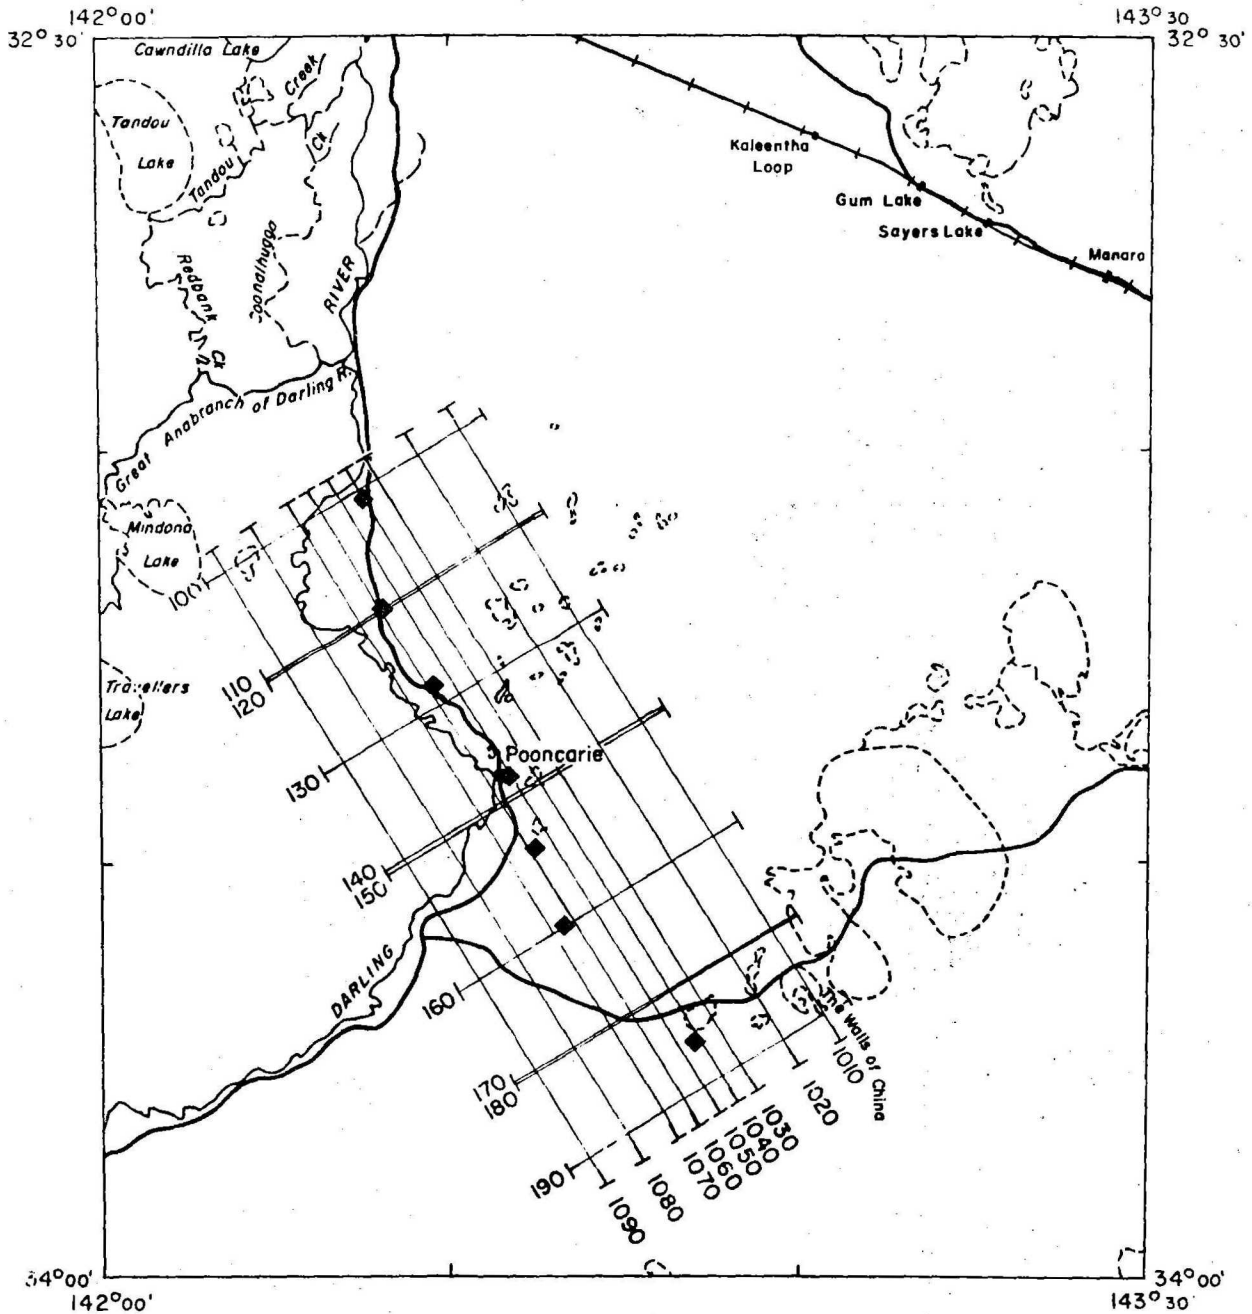 142°00'
143°30
32°30'
32°30'
Cawndilla Lake
Creek
Ck
Tandou
Lake
Tandou
Kaleentha
Loop
Gum Lake
Sayers Lake
Manara
Redbank
Ck
RIVER
Great Anabranch of Darling R.
Mindona
Lake
100
110
120
Travellers
Lake
130
Pooncarie
140
150
DARLING
160
170
180
190
The Walls of China
1010
1020
1030
1040
1050
1060
1070
1080
1090
34°00'
34°00'
142°00'
143°30